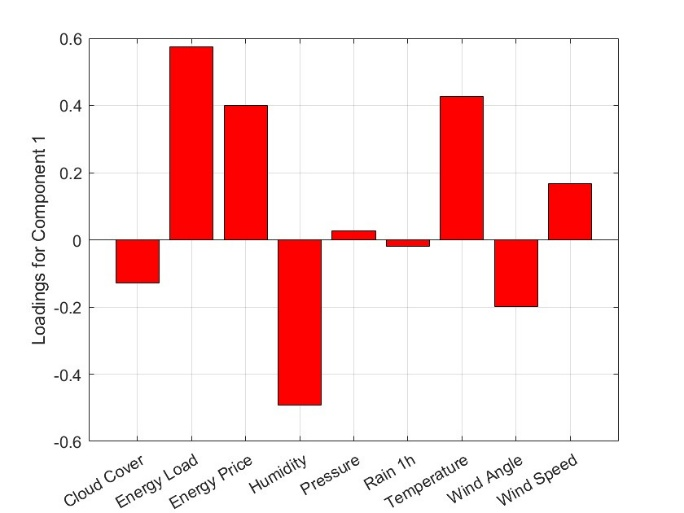 Loadings for Component 1
0.6
0.4
0.2
0
-0.2
-0.4
-0.6
Cloud Cover
Energy Load
Energy Price
Humidity
Pressure
Rain 1h
Temperature
Wind Angle
Wind Speed